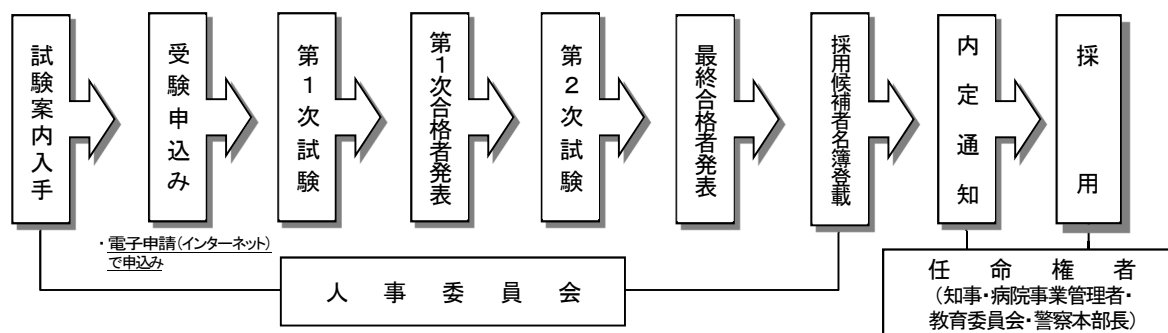 試験案内入手
受験申込み
第1次試験
第1次合格者発表
第2次試験
最終合格者発表
採用候補者名簿登載
内定通知
採用
・電子申請(インターネット)
で申込み
人事委員会
任命権者
(知事・病院事業管理者・
教育委員会・警察本部長)